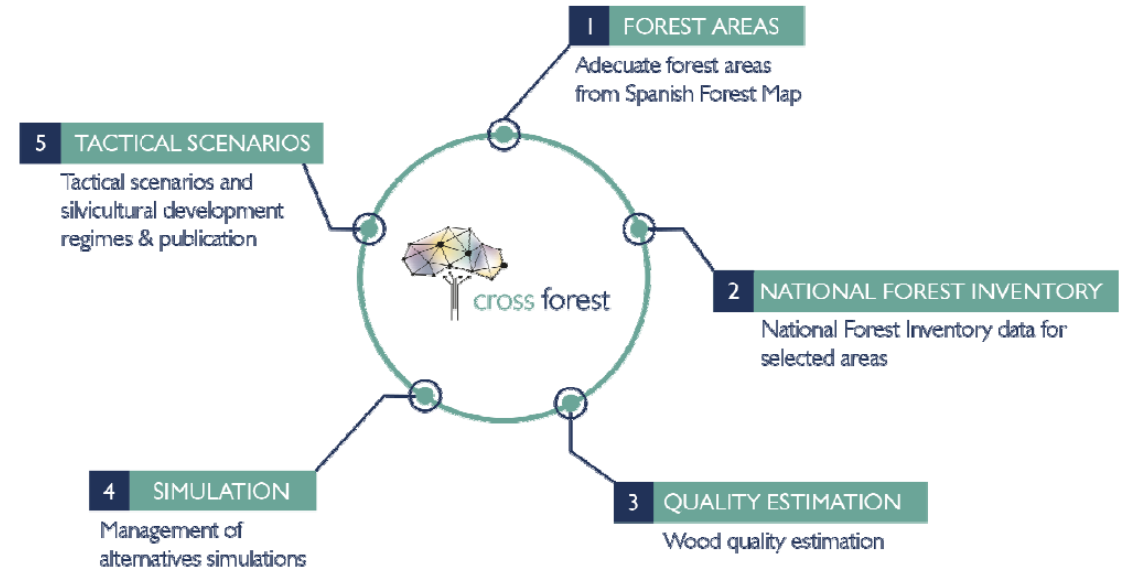 1 FOREST AREAS
Adecuate forest areas
from Spanish Forest Map
2 NATIONAL FOREST INVENTORY
National Forest Inventory data for
selected areas
3 QUALITY ESTIMATION
Wood quality estimation
4 SIMULATION
Management of
alternatives simulations
5 TACTICAL SCENARIOS
Tactical scenarios and
silvicultural development
regimes & publication
cross forest